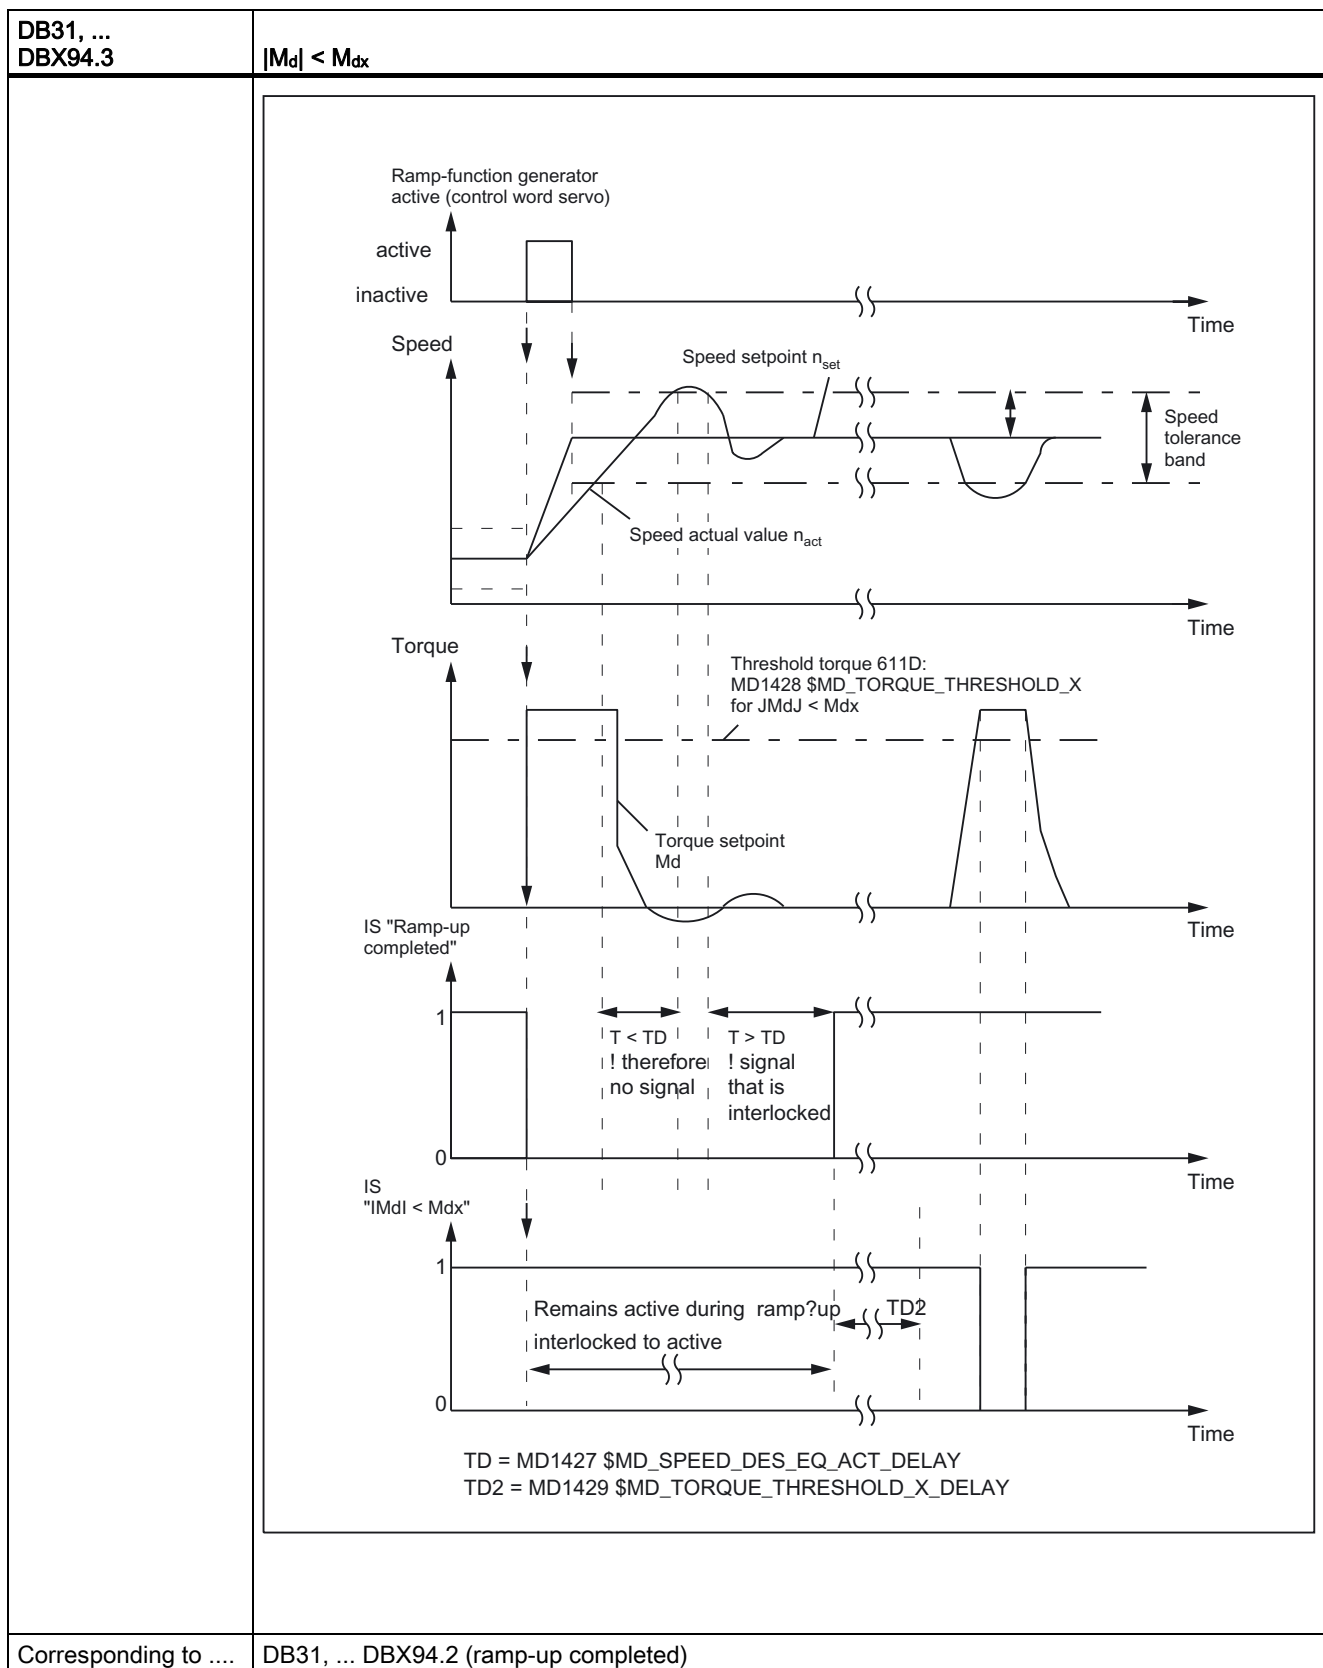 DB31, ...
DBX94.3
|Md| < Mdx
Ramp-function generator
active (control word servo)
active
inactive
Time
Speed
Speed setpoint nset
Speed
tolerance
band
Speed actual value nact
Time
Torque
Threshold torque 611D:
MD1428 $MD_TORQUE_THRESHOLD_X
for JMdJ < Mdx
Torque setpoint
Md
Time
IS "Ramp-up
completed"
1
T < TD
! therefore
no signal
T > TD
! signal
that is
interlocked
0
Time
IS
"IMdI < Mdx"
1
Remains active during ramp?up
interlocked to active
TD2
0
Time
TD = MD1427 $MD_SPEED_DES_EQ_ACT_DELAY
TD2 = MD1429 $MD_TORQUE_THRESHOLD_X_DELAY
Corresponding to ....
DB31, ... DBX94.2 (ramp-up completed)